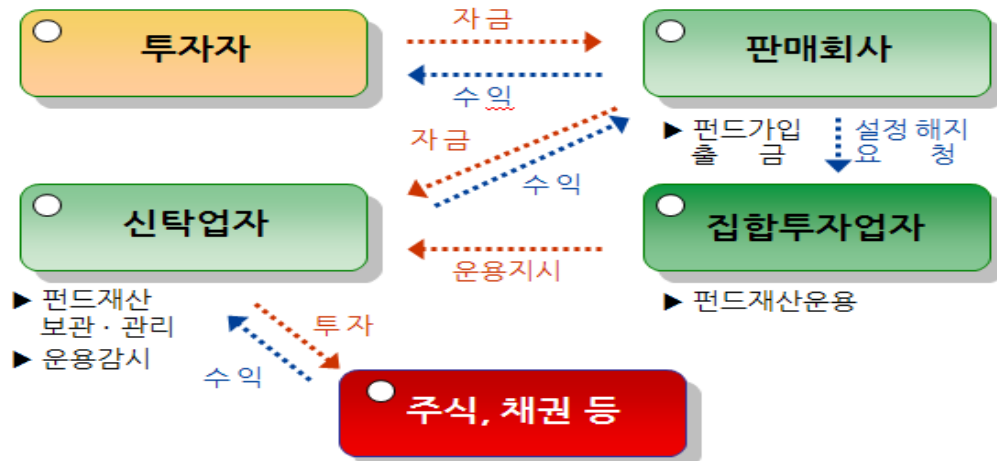 투자자
자 금
수 익
판매회사
▶ 펀드가입
출 금
설정 해지
요 청
자 금
수 익
신탁업자
운용지시
집합투자업자
▶ 펀드재산
보관 · 관리
▶ 운용감시
▶ 펀드재산운용
투 자
수 익
주식, 채권 등